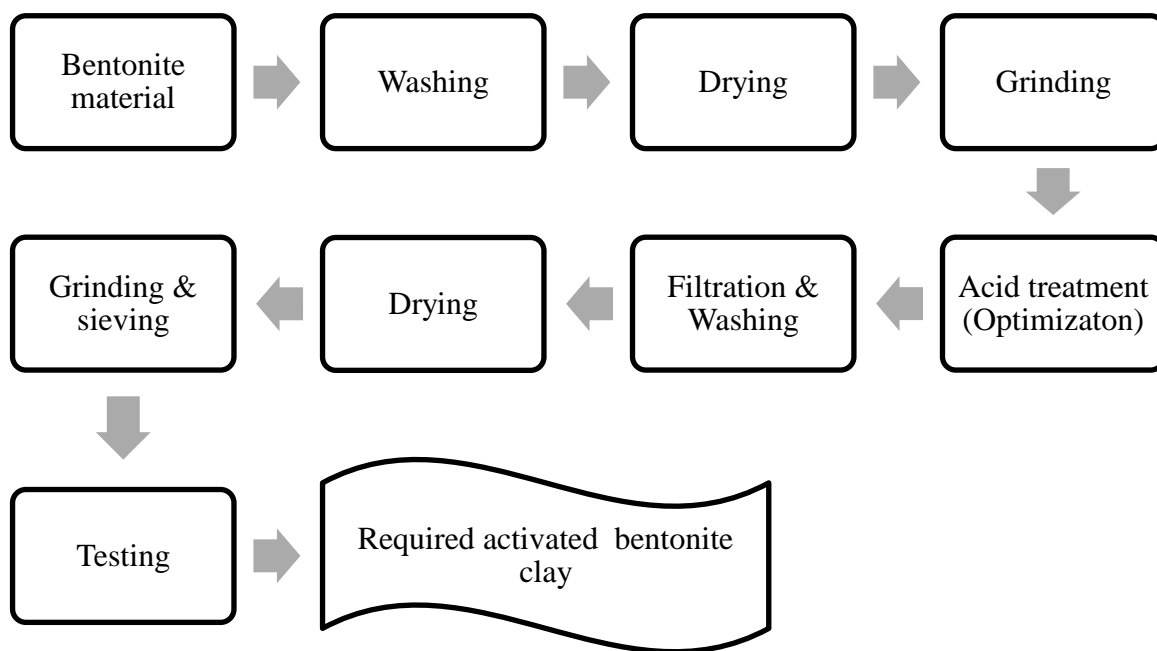 Bentonite
material
Washing
Drying
Grinding
Acid treatment
(Optimizaton)
Filtration &
Washing
Drying
Grinding &
sieving
Testing
Required activated  bentonite
clay